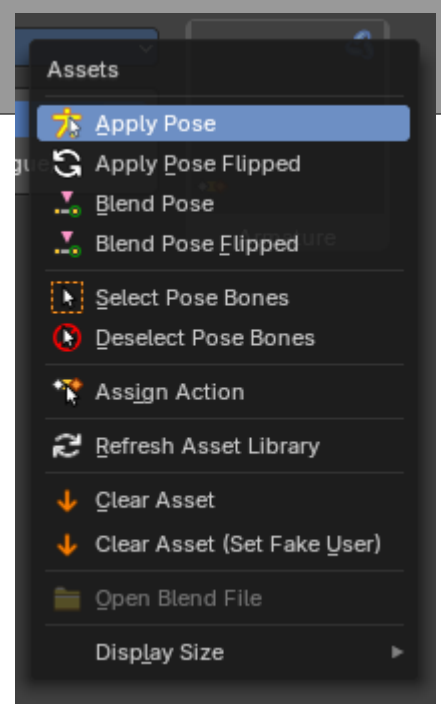 Assets
Apply Pose
Apply Pose Flipped
Blend Pose
Blend Pose Flipped
Select Pose Bones
Deselect Pose Bones
Assign Action
Refresh Asset Library
Clear Asset
Clear Asset (Set Fake User)
Open Blend File
Display Size